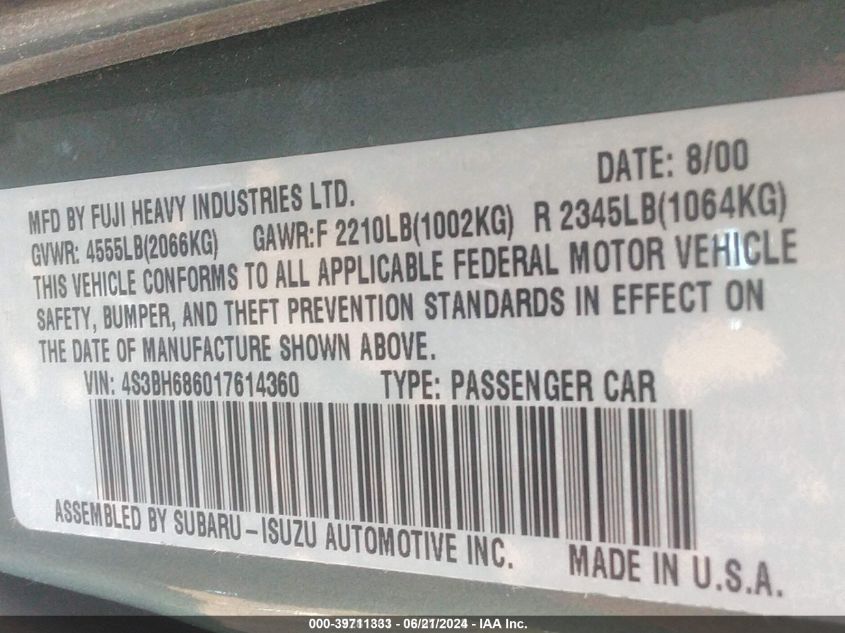 DATE: 8/00
MFD BY FUJI HEAVY INDUSTRIES LTD.
GVWR: 4555LB(2066KG) GAWR:F 2210LB(1002KG) R 2345LB(1064KG)
THIS VEHICLE CONFORMS TO ALL APPLICABLE FEDERAL MOTOR VEHICLE
SAFETY, BUMPER, AND THEFT PREVENTION STANDARDS IN EFFECT ON
THE DATE OF MANUFACTURE SHOWN ABOVE.
VIN: 4S3BH686017614360 TYPE: PASSENGER CAR
ASSEMBLED BY SUBARU-ISUZU AUTOMOTIVE INC. MADE IN U.S.A.
000-39711383 - 06/21/2024 - IAA Inc.